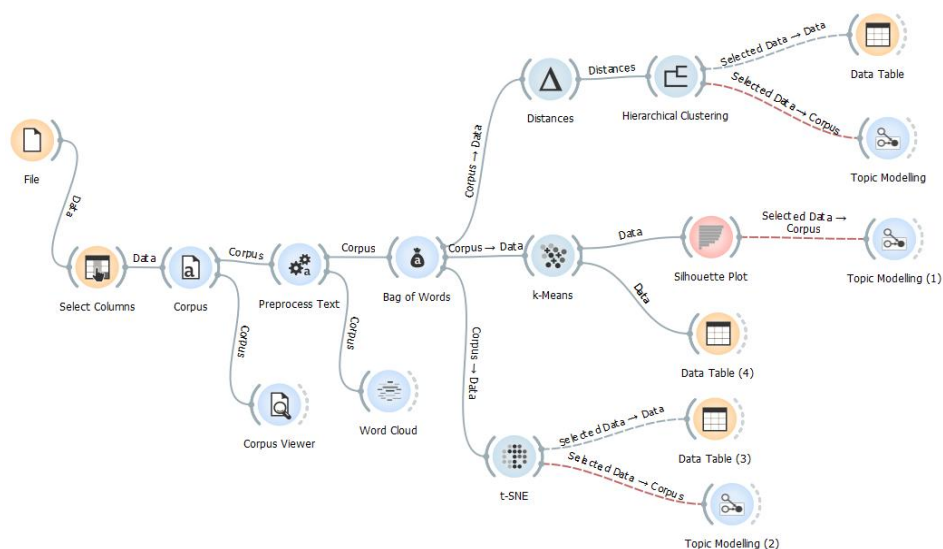 Selected Data → Data
Data Table
Distances
Distances
Hierarchical Clustering
Selected Data → Corpus
Topic Modelling
File
Data
Corpus → Data
Select Columns
Data
Corpus
Corpus
Preprocess Text
Corpus
Bag of Words
Corpus → Data
k-Means
Data
Silhouette Plot
Selected Data →
Corpus
Topic Modelling (1)
Data
Data Table (4)
Corpus
Corpus Viewer
Corpus
Word Cloud
Corpus → Data
t-SNE
Selected Data → Data
Data Table (3)
Selected Data → Corpus
Topic Modelling (2)